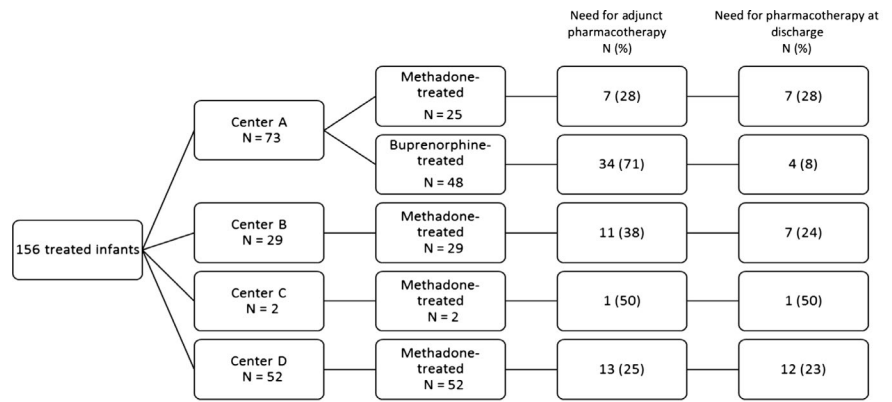 Need for adjunct
pharmacotherapy
N (%)
Need for pharmacotherapy at
discharge
N (%)
156 treated infants
Center A
N = 73
Methadone-
treated
N = 25
7 (28)
7 (28)
Buprenorphine-
treated
N = 48
34 (71)
4 (8)
Center B
N = 29
Methadone-
treated
N = 29
11 (38)
7 (24)
Center C
N = 2
Methadone-
treated
N = 2
1 (50)
1 (50)
Center D
N = 52
Methadone-
treated
N = 52
13 (25)
12 (23)